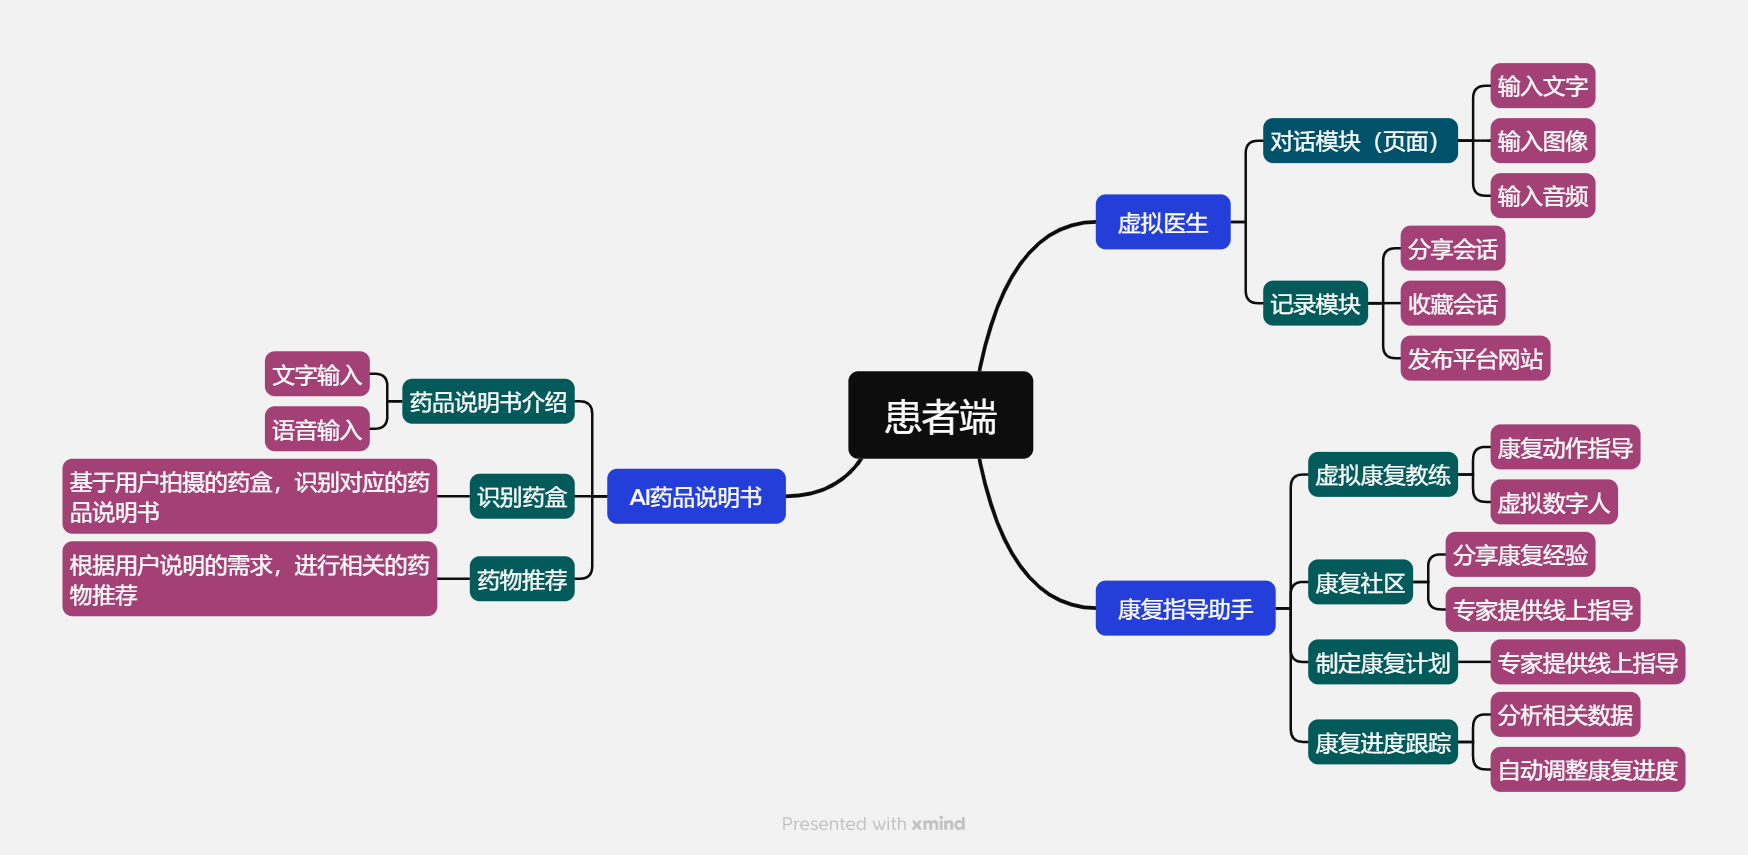 患者端
虚拟医生
对话模块（页面）
输入文字
输入图像
输入音频
记录模块
分享会话
收藏会话
发布平台网站
康复指导助手
虚拟康复教练
康复动作指导
虚拟数字人
康复社区
分享康复经验
专家提供线上指导
制定康复计划
专家提供线上指导
康复进度跟踪
分析相关数据
自动调整康复进度
AI药品说明书
药品说明书介绍
文字输入
语音输入
识别药盒
基于用户拍摄的药盒，识别对应的药
品说明书
药物推荐
根据用户说明的需求，进行相关的药
物推荐
Presented with xmind